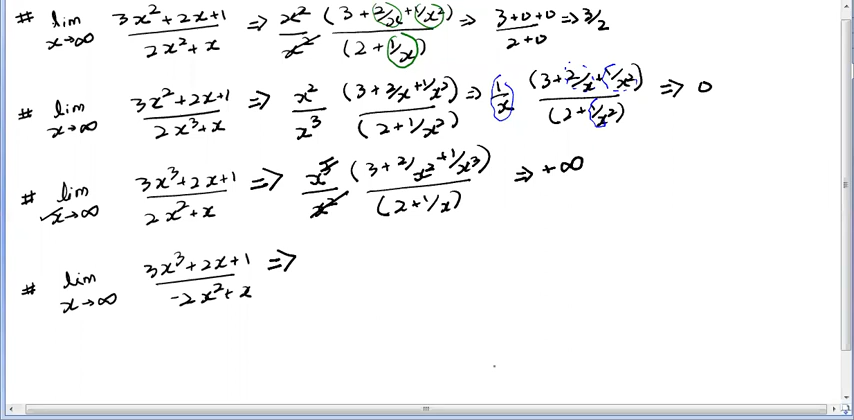 # lim x→∞ (3x²+2x+1)/(2x²+x) => x²/x² (3+2/x+1/x²)/(2+1/x) => (3+0+0)/(2+0) => 3/2
# lim x→∞ (3x²+2x+1)/(2x³+x) => x²/x³ (3+2/x+1/x²)/(2+1/x²) => 1/x (3+2/x+1/x²)/(2+1/x²) => 0
# lim x→∞ (3x³+2x+1)/(2x²+x) => x³/x² (3+2/x²+1/x³)/(2+1/x) => +∞
# lim x→∞ (3x³+2x+1)/(-2x²+x) =>